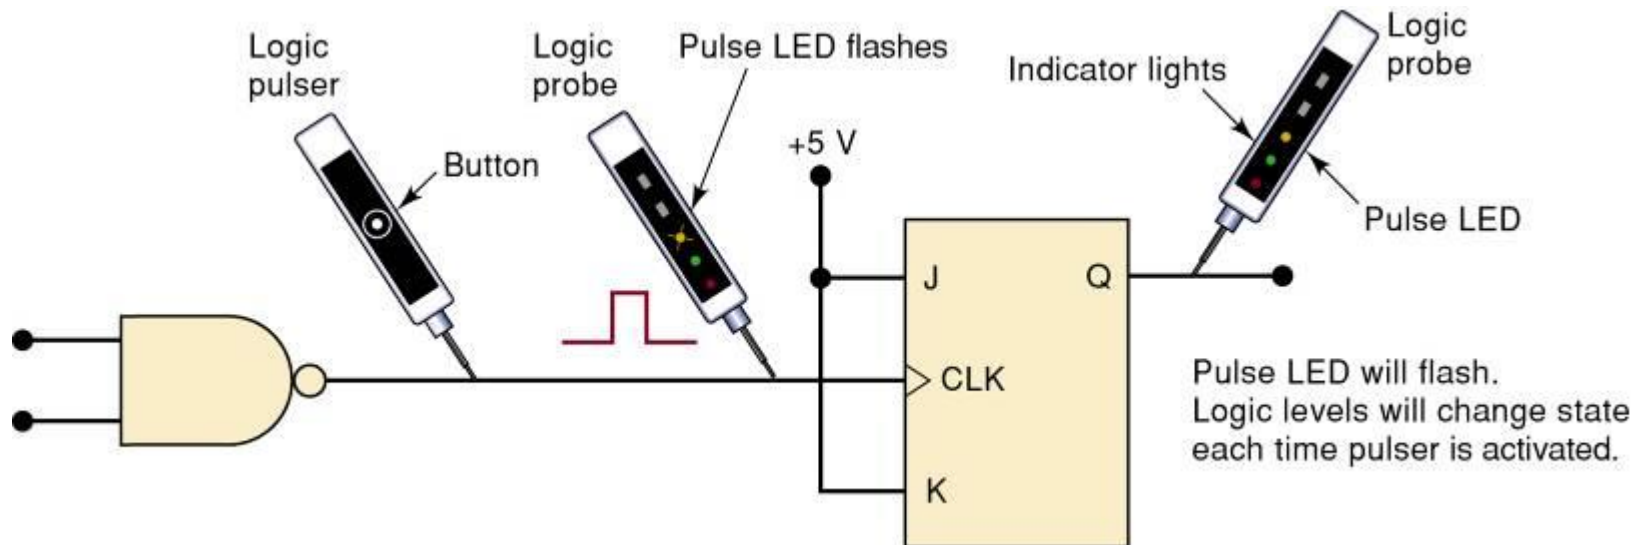 Logic
pulser
Button
Logic
probe
Pulse LED flashes
+5 V
Indicator lights
Logic
probe
Pulse LED
J
Q
CLK
K
Pulse LED will flash.
Logic levels will change state
each time pulser is activated.